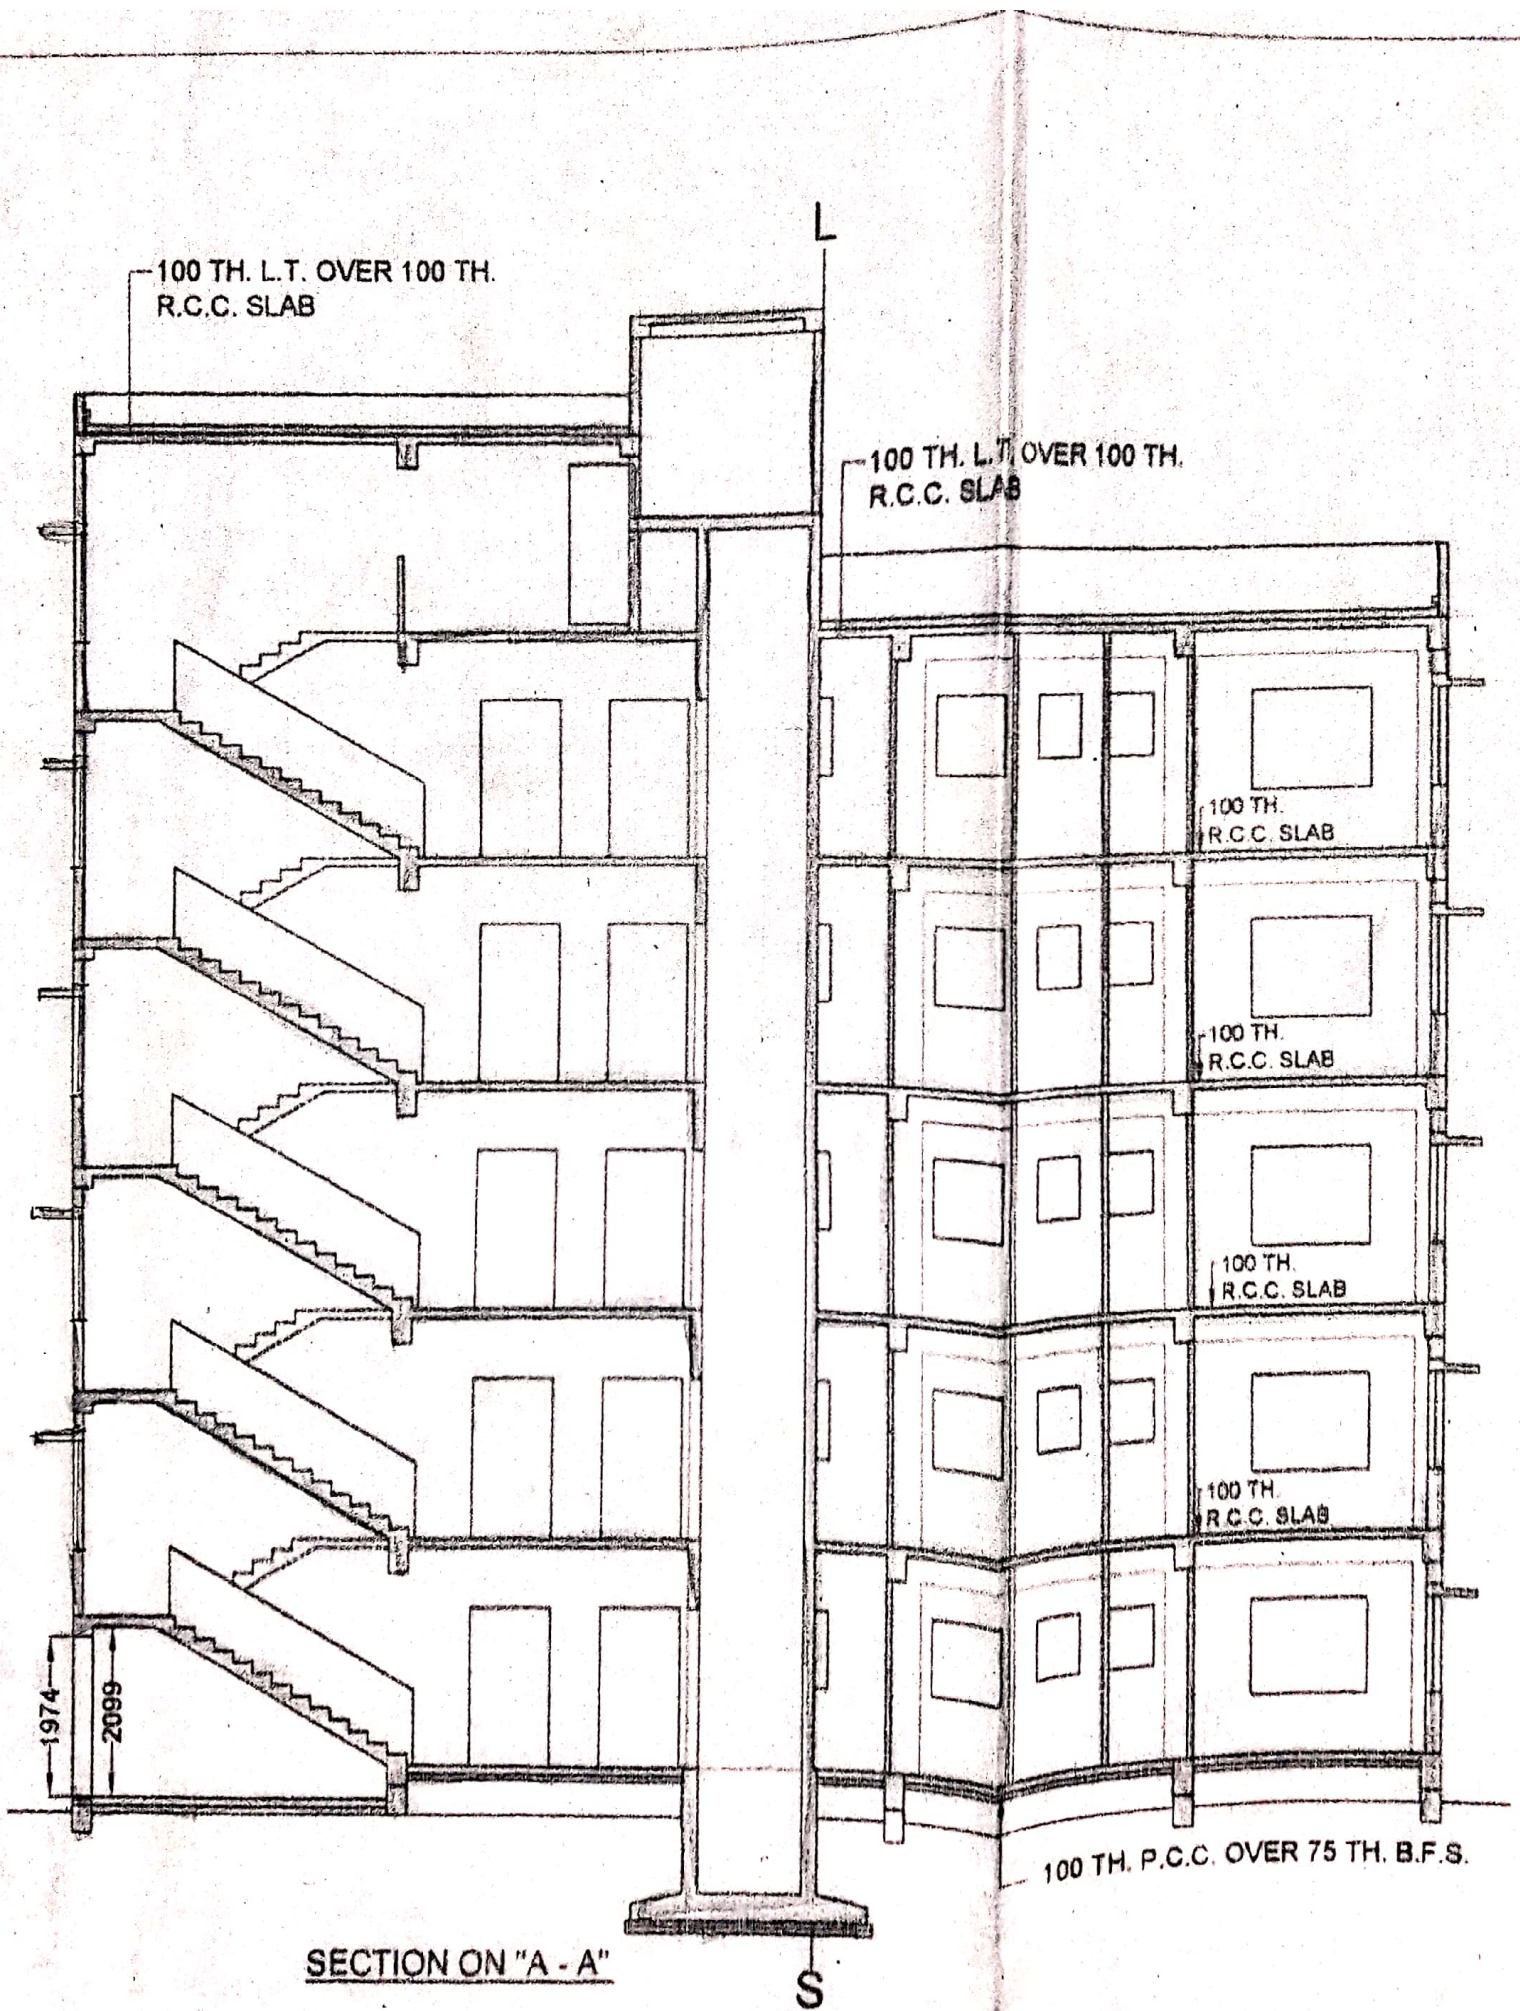 L
100 TH. L.T. OVER 100 TH.
R.C.C. SLAB
100 TH. L.T. OVER 100 TH.
R.C.C. SLAB
100 TH.
R.C.C. SLAB
100 TH.
R.C.C. SLAB
100 TH.
R.C.C. SLAB
100 TH.
R.C.C. SLAB
1974
2099
100 TH. P.C.C. OVER 75 TH. B.F.S.
SECTION ON "A - A"
S